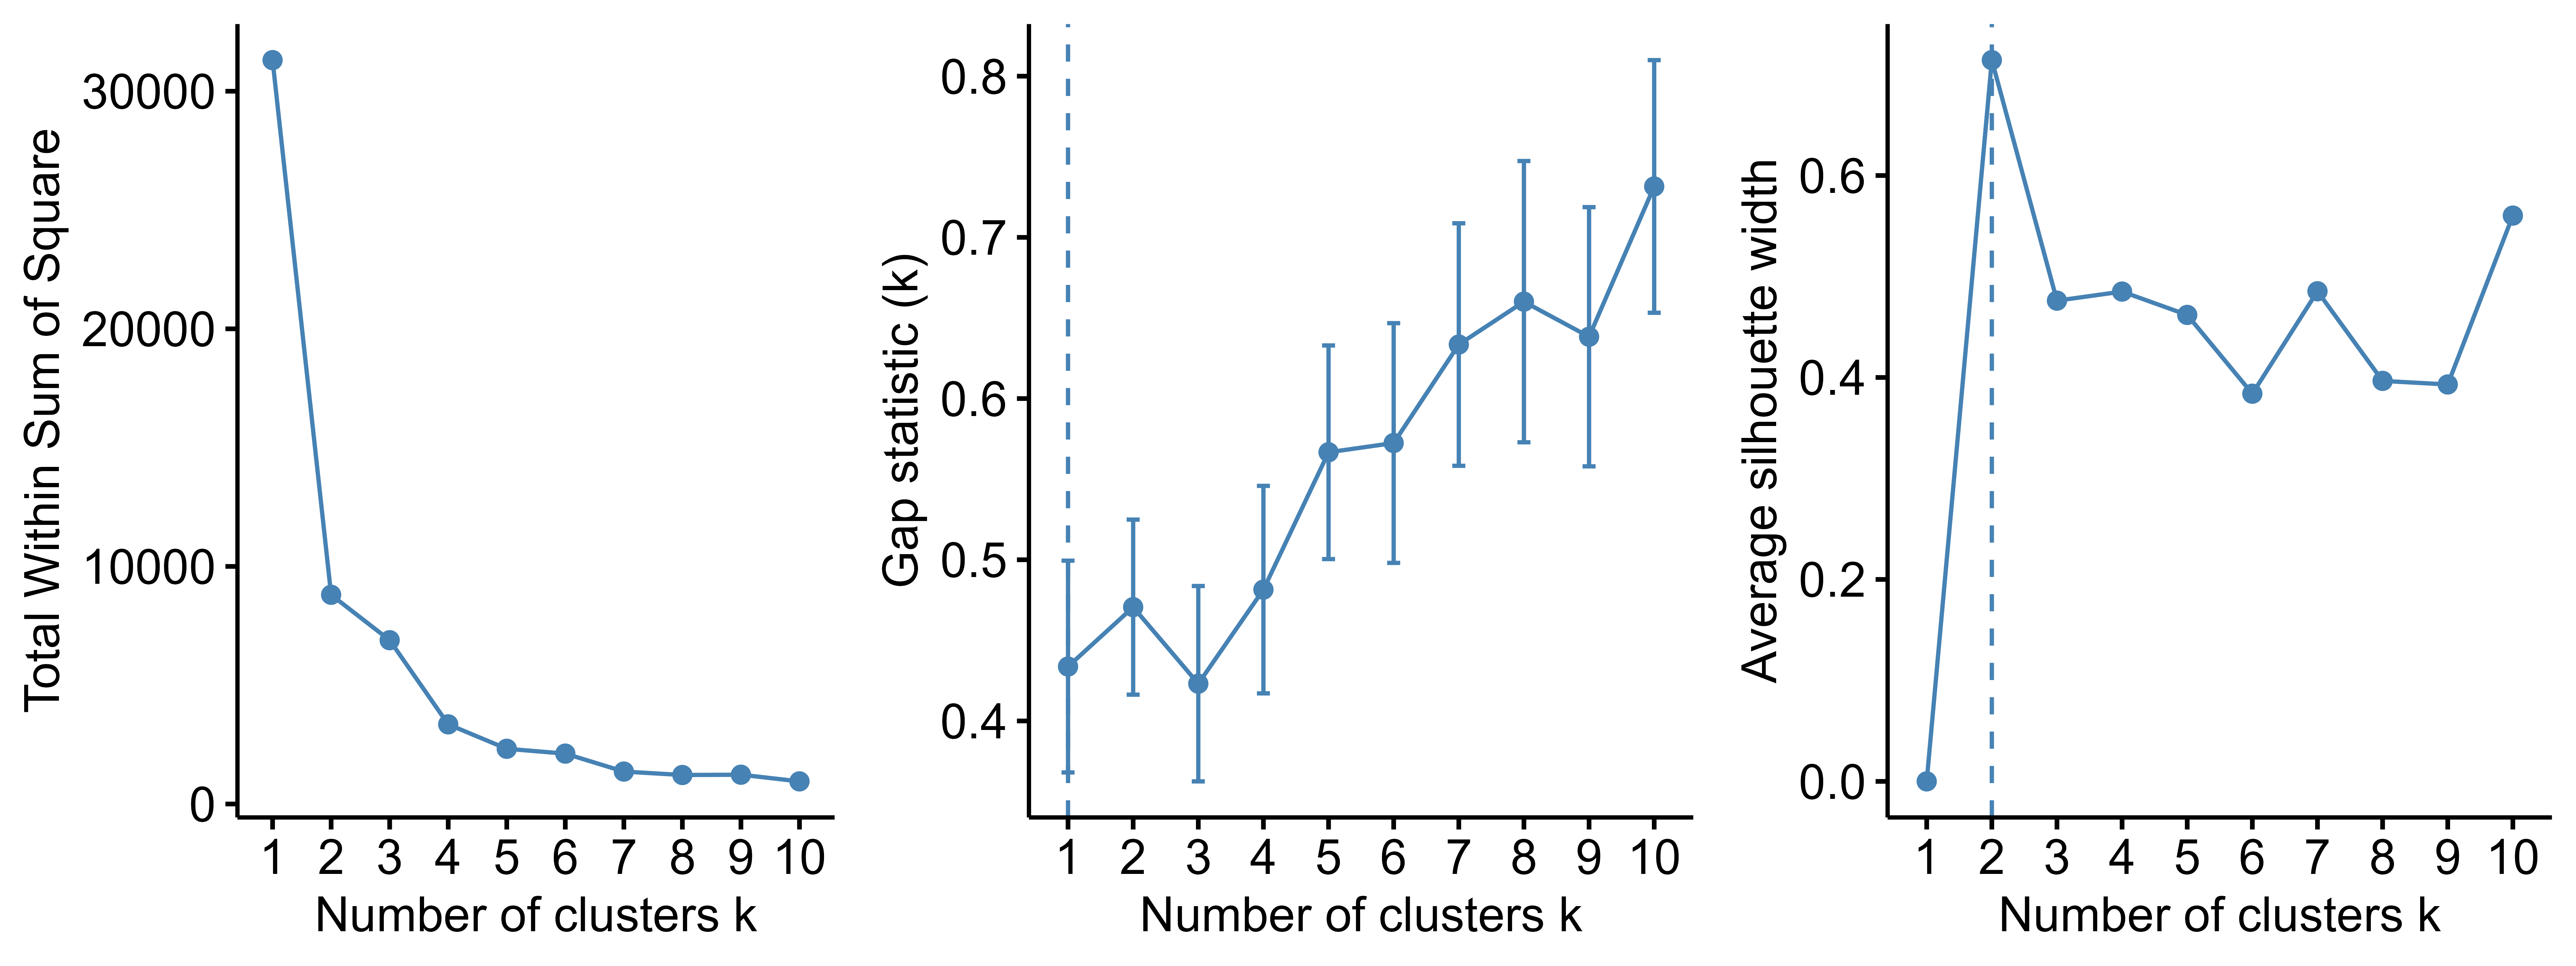 Total Within Sum of Square
30000
20000
10000
0
1 2 3 4 5 6 7 8 9 10
Number of clusters k
Gap statistic (k)
0.8
0.7
0.6
0.5
0.4
1 2 3 4 5 6 7 8 9 10
Number of clusters k
Average silhouette width
0.6
0.4
0.2
0.0
1 2 3 4 5 6 7 8 9 10
Number of clusters k